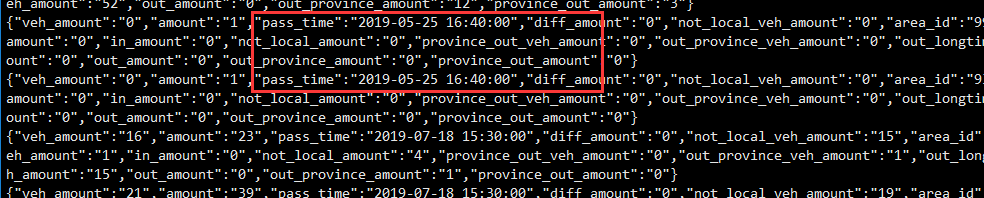 eh_amount":"52","out_amount":"0","out_province_amount":"12","province_out_amount":"3"}
{"veh_amount":"0","amount":"1","pass_time":"2019-05-25 16:40:00","diff_amount":"0","not_local_veh_amount":"0","area_id":"99
amount":"0","in_amount":"0","not_local_amount":"0","province_out_veh_amount":"0","out_province_veh_amount":"0","out_longtin
ount":"0","out_amount":"0","out_province_amount":"0","province_out_amount":"0"}
{"veh_amount":"0","amount":"1","pass_time":"2019-05-25 16:40:00","diff_amount":"0","not_local_veh_amount":"0","area_id":"93
amount":"0","in_amount":"0","not_local_amount":"0","province_out_veh_amount":"0","out_province_veh_amount":"0","out_longtin
ount":"0","out_amount":"0","out_province_amount":"0","province_out_amount":"0"}
{"veh_amount":"16","amount":"23","pass_time":"2019-07-18 15:30:00","diff_amount":"0","not_local_veh_amount":"15","area_id"
eh_amount":"1","in_amount":"0","not_local_amount":"4","province_out_veh_amount":"0","out_province_veh_amount":"1","out_long
h_amount":"15","out_amount":"0","out_province_amount":"1","province_out_amount":"0"}
{"veh_amount":"21","amount":"39","pass_time":"2019-07-18 15:30:00","diff_amount":"0","not_local_veh_amount":"19","area_id"